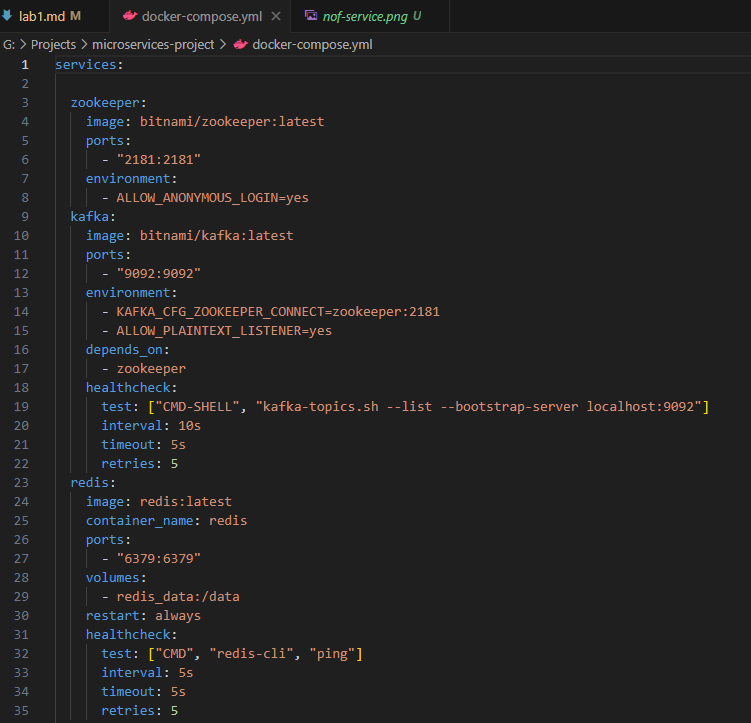 lab1.md M docker-compose.yml nof-service.png U
G: > Projects > microservices-project > docker-compose.yml
1 services:
2
3   zookeeper:
4     image: bitnami/zookeeper:latest
5     ports:
6       - "2181:2181"
7     environment:
8       - ALLOW_ANONYMOUS_LOGIN=yes
9   kafka:
10     image: bitnami/kafka:latest
11     ports:
12       - "9092:9092"
13     environment:
14       - KAFKA_CFG_ZOOKEEPER_CONNECT=zookeeper:2181
15       - ALLOW_PLAINTEXT_LISTENER=yes
16     depends_on:
17       - zookeeper
18     healthcheck:
19       test: ["CMD-SHELL", "kafka-topics.sh --list --bootstrap-server localhost:9092"]
20       interval: 10s
21       timeout: 5s
22       retries: 5
23   redis:
24     image: redis:latest
25     container_name: redis
26     ports:
27       - "6379:6379"
28     volumes:
29       - redis_data:/data
30     restart: always
31     healthcheck:
32       test: ["CMD", "redis-cli", "ping"]
33       interval: 5s
34       timeout: 5s
35       retries: 5